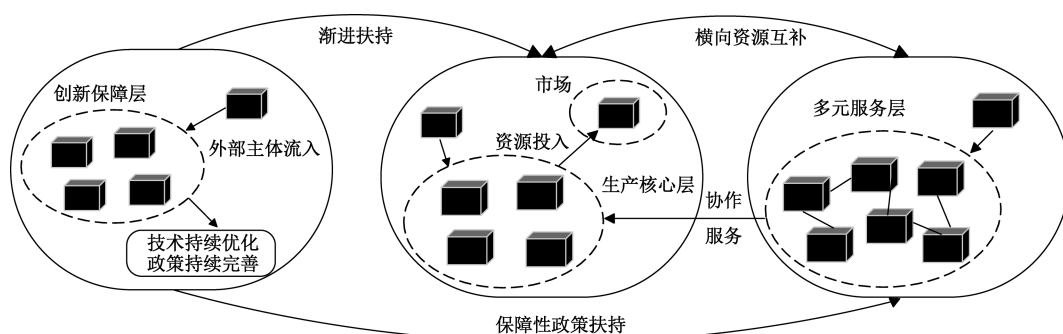 渐进扶持
横向资源互补
创新保障层
外部主体流入
技术持续优化
政策持续完善
市场
资源投入
生产核心层
协作
服务
多元服务层
保障性政策扶持